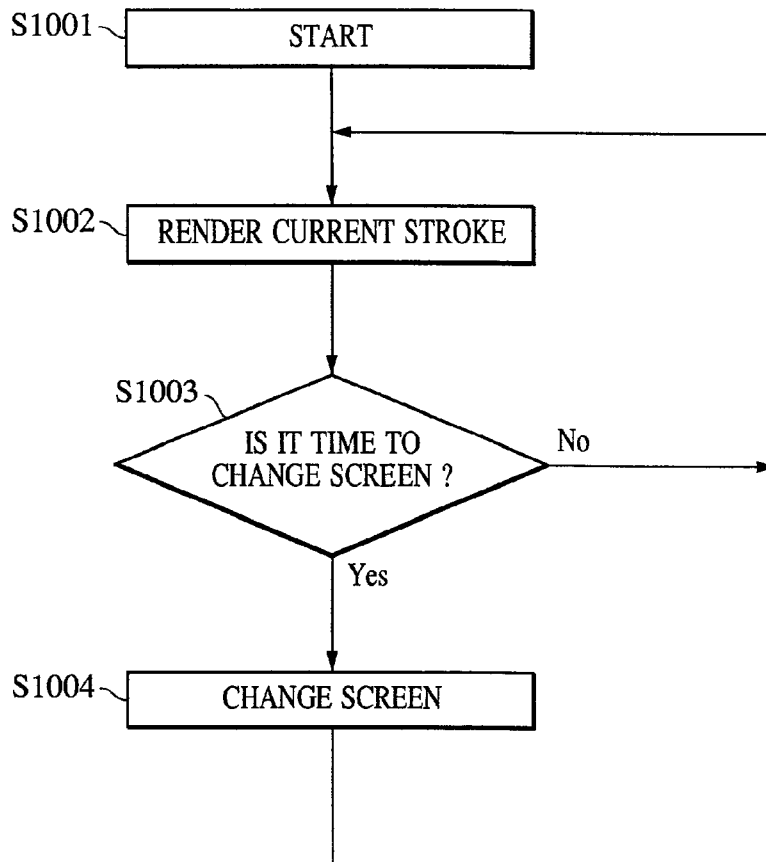 S1001
START
S1002
RENDER CURRENT STROKE
S1003
IS IT TIME TO
CHANGE SCREEN ?
No
Yes
S1004
CHANGE SCREEN